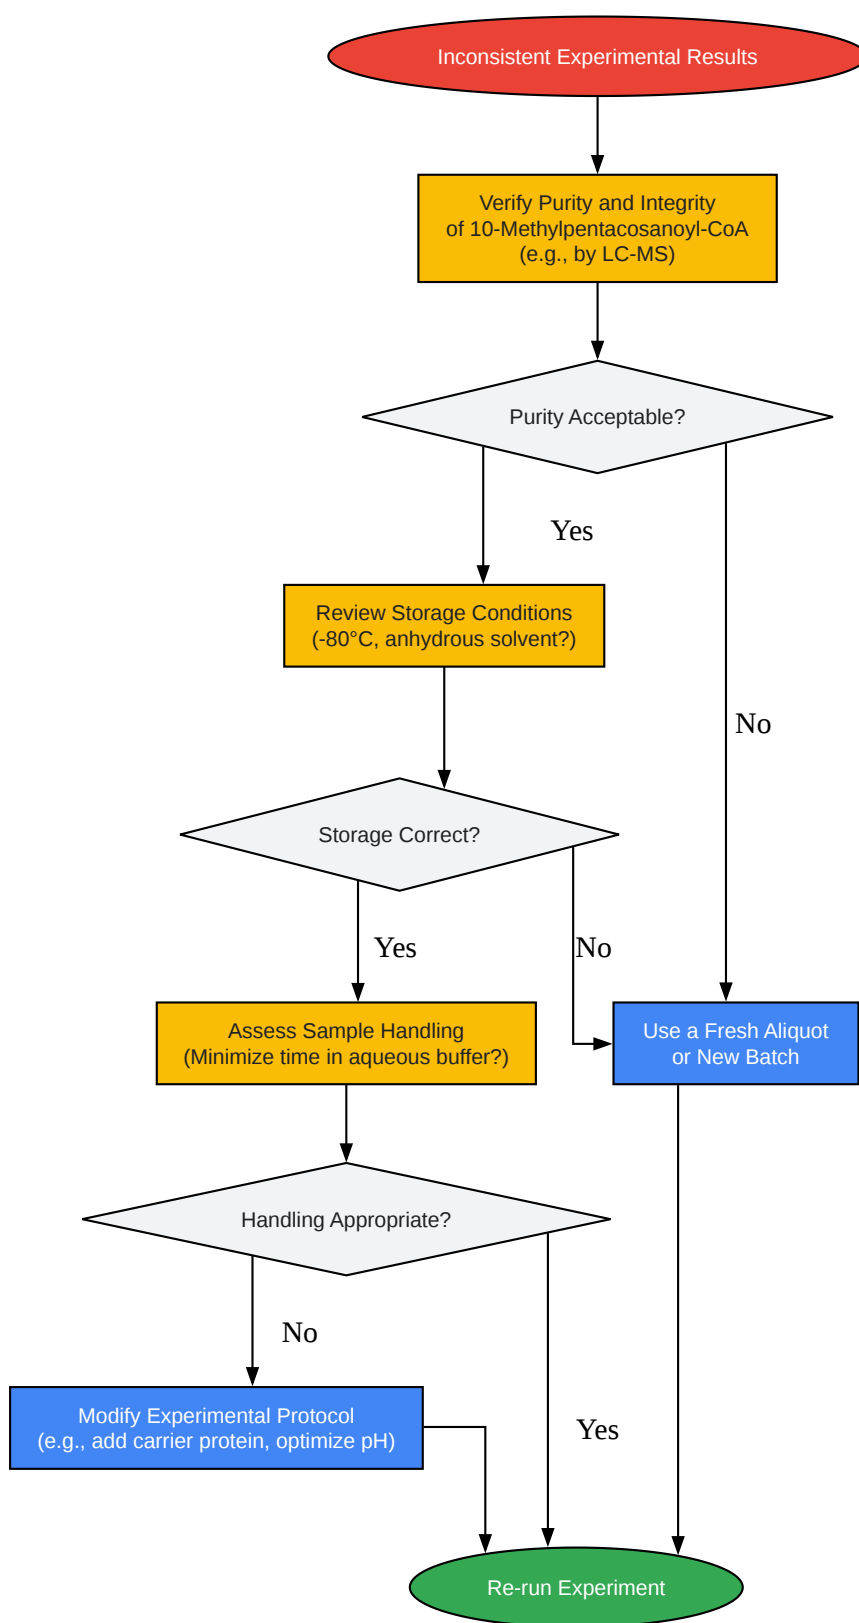 Inconsistent Experimental Results
Verify Purity and Integrity
of 10-Methylpentacosanoyl-CoA
(e.g., by LC-MS)
Purity Acceptable?
Yes
Review Storage Conditions
(-80°C, anhydrous solvent?)
No
Storage Correct?
Yes
No
Assess Sample Handling
(Minimize time in aqueous buffer?)
Use a Fresh Aliquot
or New Batch
Handling Appropriate?
No
Modify Experimental Protocol
(e.g., add carrier protein, optimize pH)
Yes
Re-run Experiment